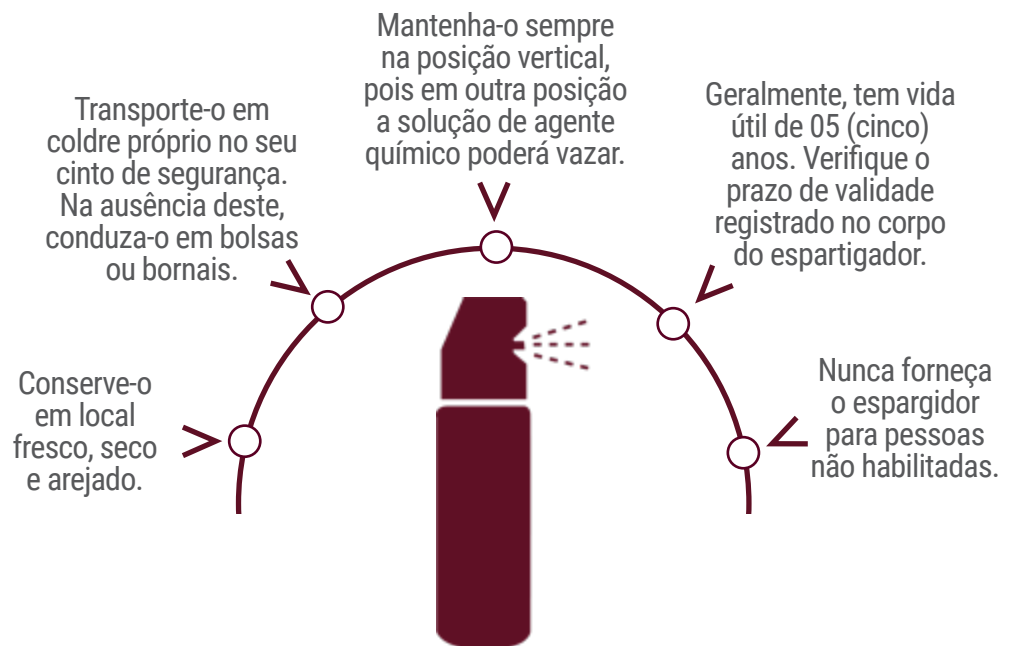 Conserve-o
em local
fresco, seco
e arejado.
Transporte-o em
coldre próprio no seu
cinto de segurança.
Na ausência deste,
conduza-o em bolsas
ou bornais.
Mantenha-o sempre
na posição vertical,
pois em outra posição
a solução de agente
químico poderá vazar.
Geralmente, tem vida
útil de 05 (cinco)
anos. Verifique o
prazo de validade
registrado no corpo
do espartigador.
Nunca forneça
o espargidor
para pessoas
não habilitadas.